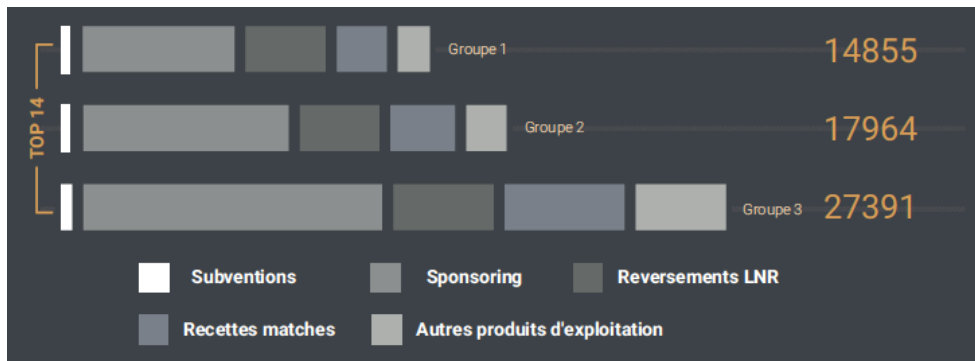 TOP 14
Groupe 1
14855
Groupe 2
17964
Groupe 3
27391
Subventions
Sponsoring
Reversements LNR
Recettes matches
Autres produits d'exploitation